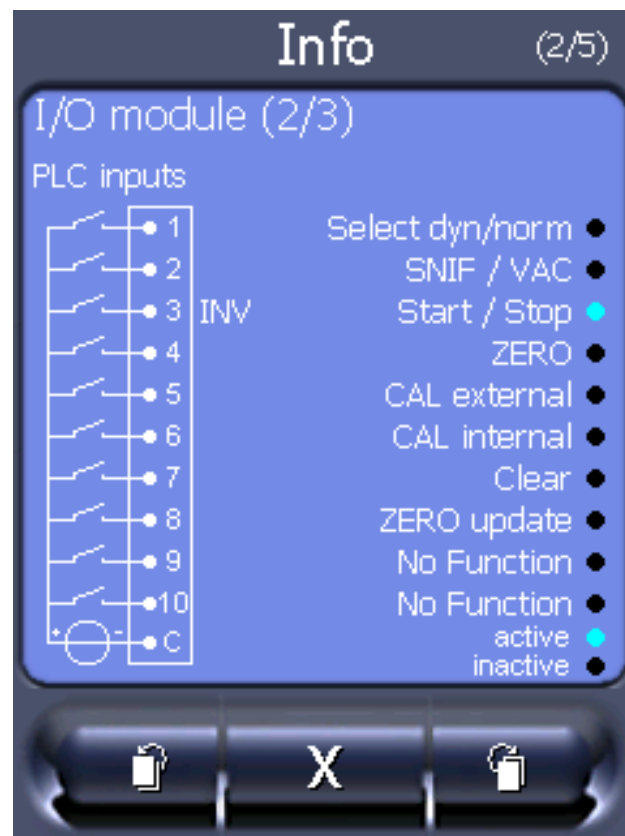 Info (2/5)
I/O module (2/3)
PLC inputs
1 Select dyn/norm
2 SNIF / VAC
3 INV Start / Stop
4 ZERO
5 CAL external
6 CAL internal
7 Clear
8 ZERO update
9 No Function
10 No Function
+ - C active
inactive
X